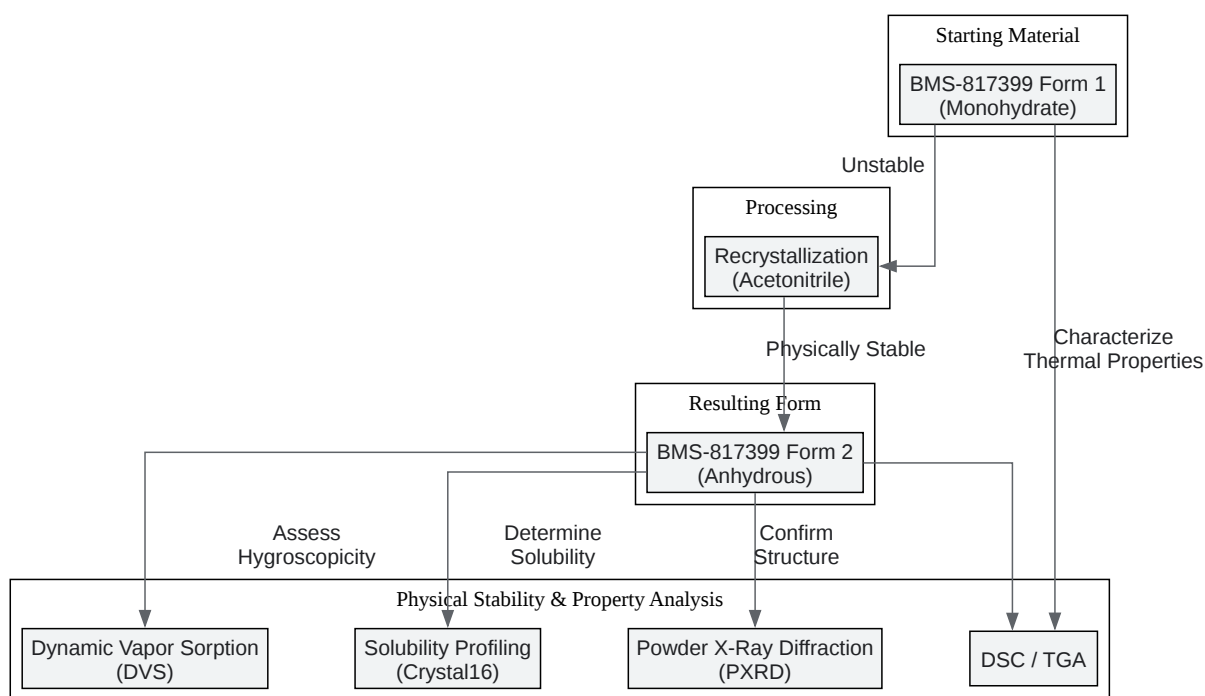 Starting Material
BMS-817399 Form 1
(Monohydrate)
Unstable
Processing
Recrystallization
(Acetonitrile)
Characterize
Thermal Properties
Physically Stable
Resulting Form
BMS-817399 Form 2
(Anhydrous)
Assess
Hygroscopicity
Determine
Solubility
Confirm
Structure
Physical Stability & Property Analysis
Dynamic Vapor Sorption
(DVS)
Solubility Profiling
(Crystal16)
Powder X-Ray Diffraction
(PXRD)
DSC / TGA